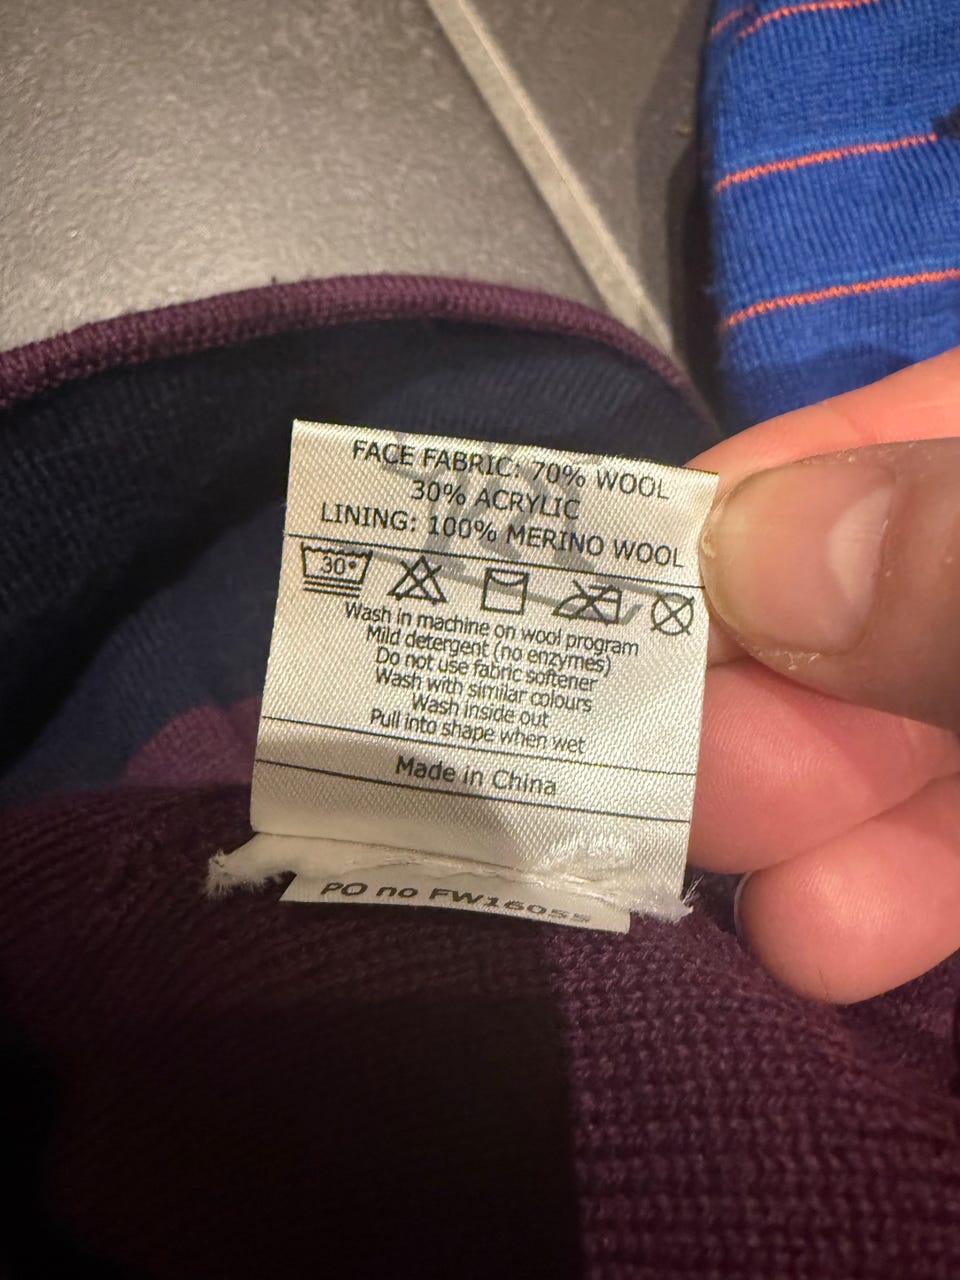 FACE FABRIC: 70% WOOL
30% ACRYLIC
LINING: 100% MERINO WOOL
30°
Wash in machine on wool program
Mild detergent (no enzymes)
Do not use fabric softener
Wash with similar colours
Wash inside out
Pull into shape when wet
Made in China
PO no FW16055